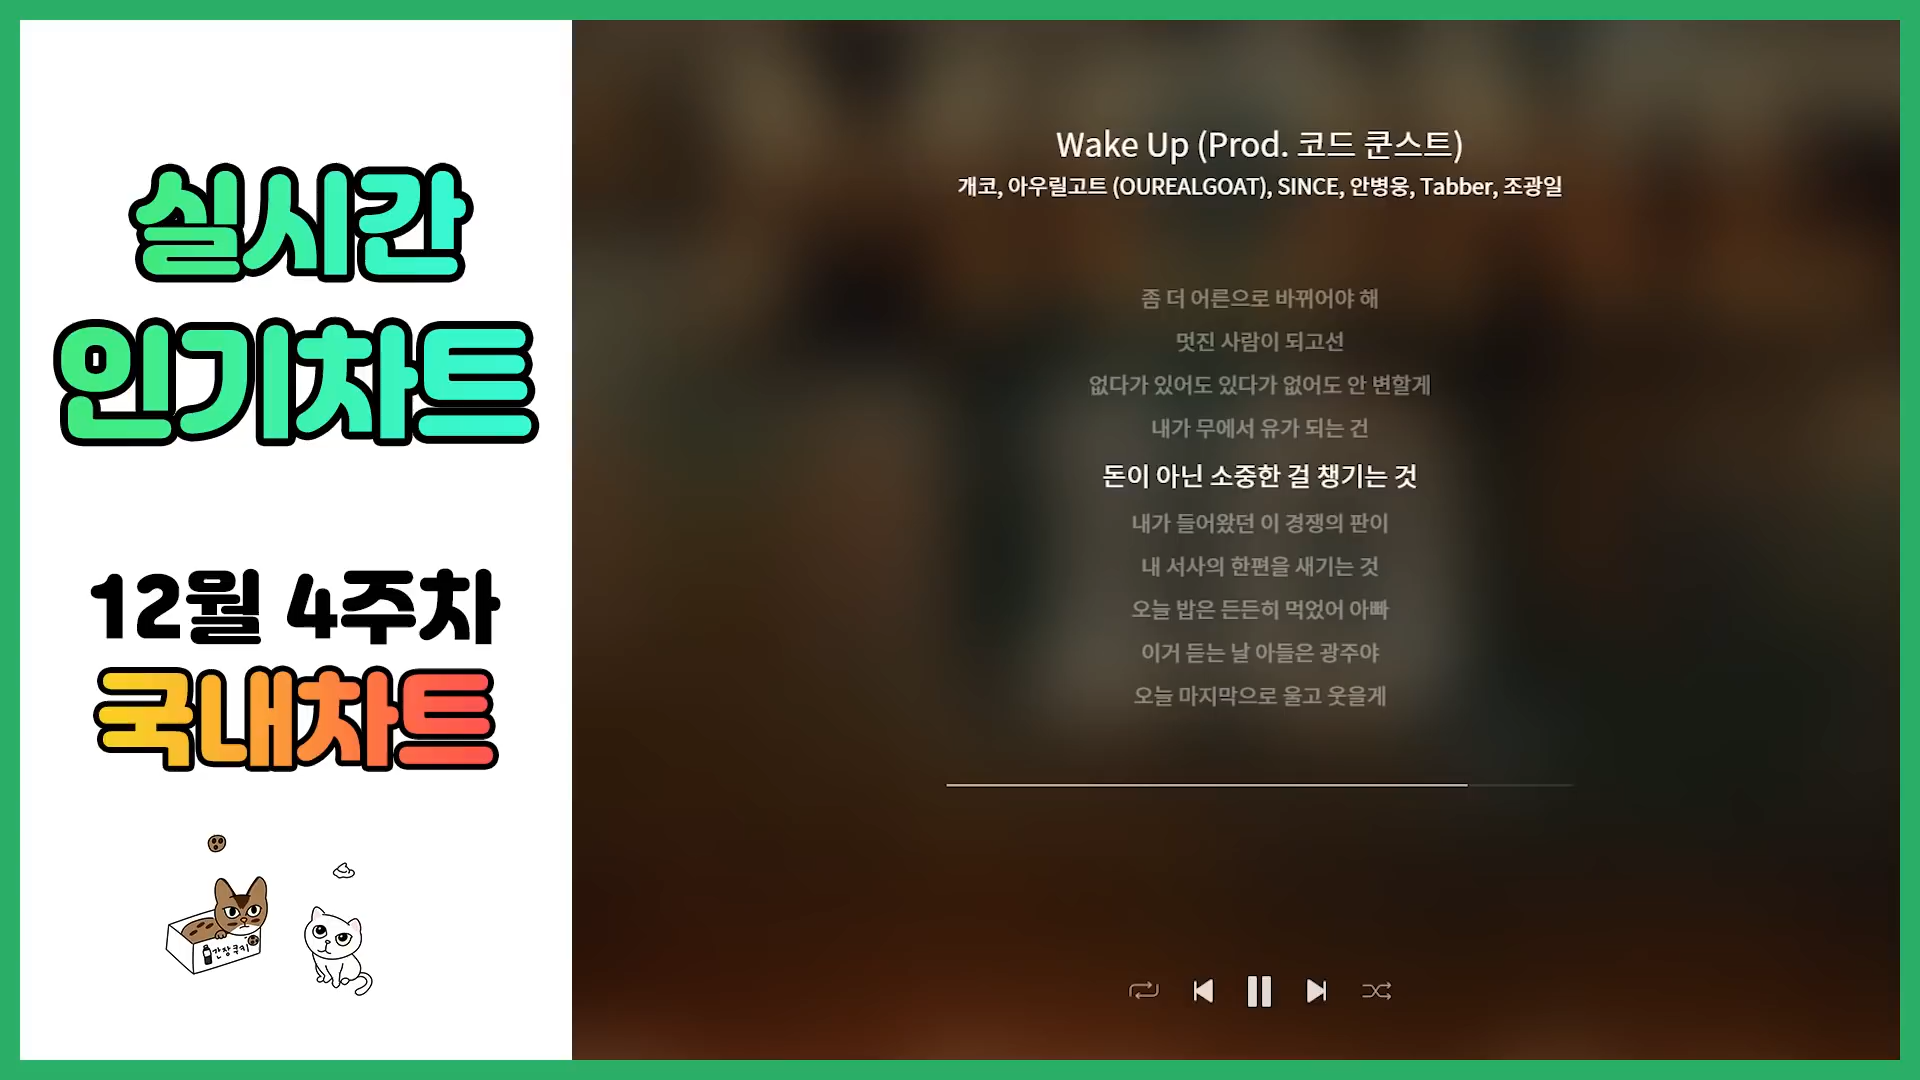 실시간
인기차트
12월 4주차
국내차트
간장쿡키
Wake Up (Prod. 코드 쿤스트)
개코, 아우릴고트 (OUREALGOAT), SINCE, 안병웅, Tabber, 조광일
좀 더 어른으로 바뀌어야 해
멋진 사람이 되고선
없다가 있어도 있다가 없어도 안 변할게
내가 무에서 유가 되는 건
돈이 아닌 소중한 걸 챙기는 것
내가 들어왔던 이 경쟁의 판이
내 서사의 한편을 새기는 것
오늘 밥은 든든히 먹었어 아빠
이거 듣는 날 아들은 광주야
오늘 마지막으로 울고 웃을게